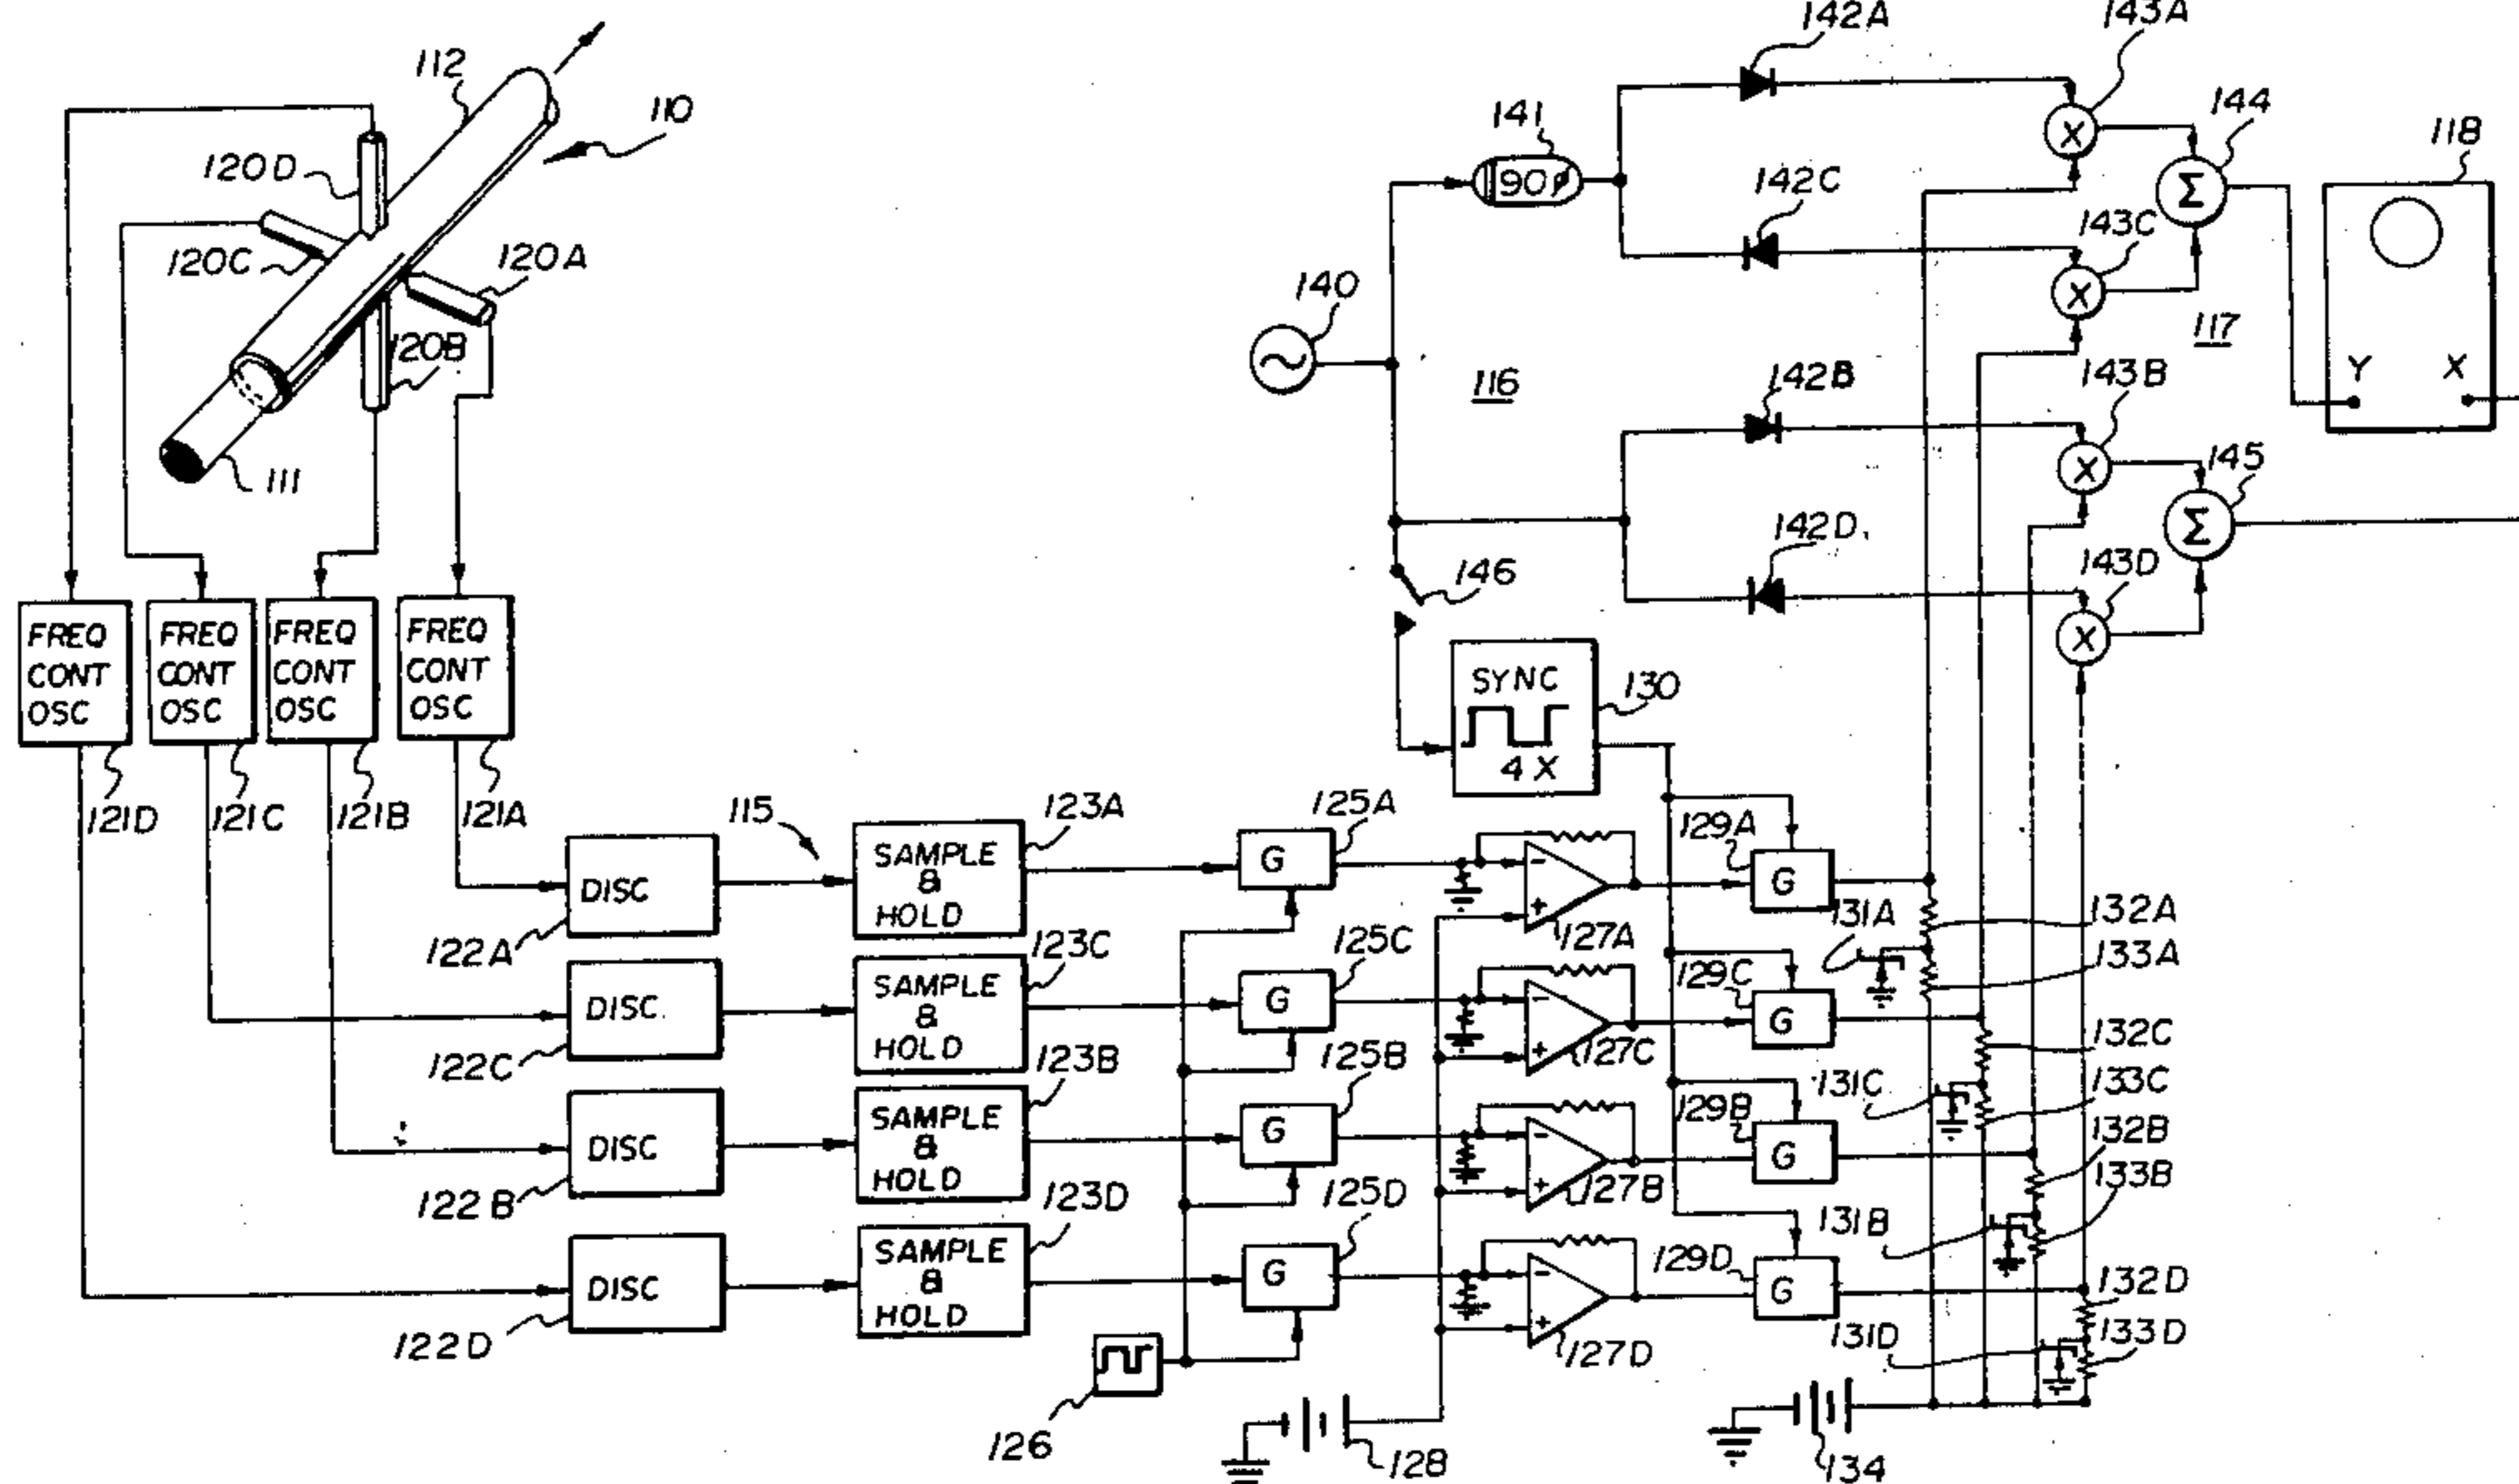 142A
143A
112
110
141
144
118
120D
142C
143C
X
90 ϕ
Σ
120C
120A
140
X
117
120B
116
142B
143B
Y
X
111
145
X
Σ
142D
143D
146
X
FREQ
CONT
OSC
FREQ
CONT
OSC
FREQ
CONT
OSC
FREQ
CONT
OSC
SYNC
4 X
130
121D
121C
121B
121A
115
123A
125A
129A
DISC
SAMPLE
&
HOLD
G
-
+
G
122A
127A
131A
132A
123C
125C
129C
133A
DISC
SAMPLE
&
HOLD
G
-
+
G
122C
127C
131C
132C
123B
125B
129B
133C
DISC
SAMPLE
&
HOLD
G
-
+
G
132B
122B
127B
131B
133B
123D
125D
129D
DISC
SAMPLE
&
HOLD
G
-
+
G
132D
122D
127D
131D
133D
126
128
134